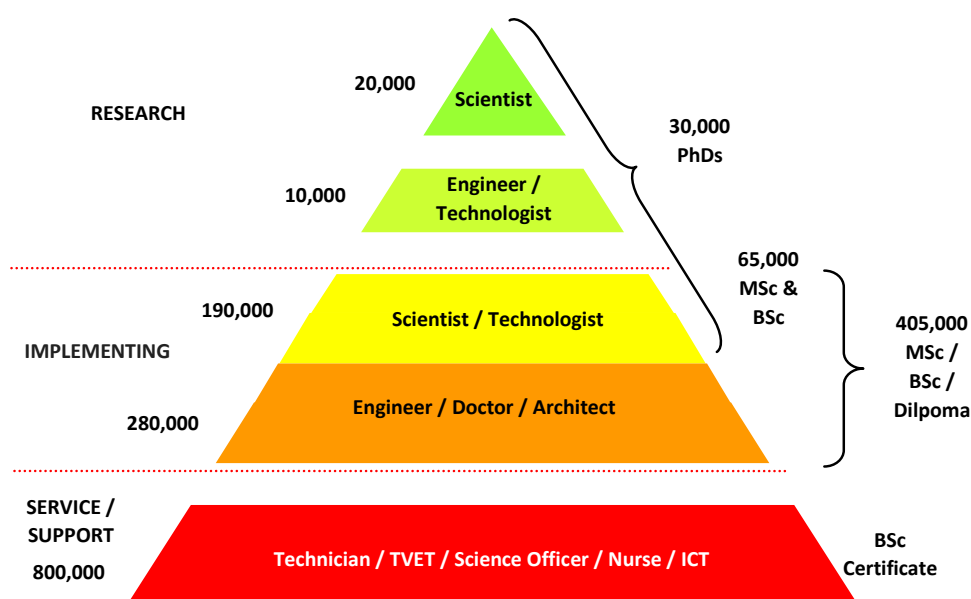 20,000
Scientist
RESEARCH
30,000
PhDs
10,000
Engineer /
Technologist
65,000
MSc &
BSc
190,000
Scientist / Technologist
405,000
MSc /
BSc /
Dilpoma
IMPLEMENTING
280,000
Engineer / Doctor / Architect
SERVICE /
SUPPORT
800,000
Technician / TVET / Science Officer / Nurse / ICT
BSc
Certificate